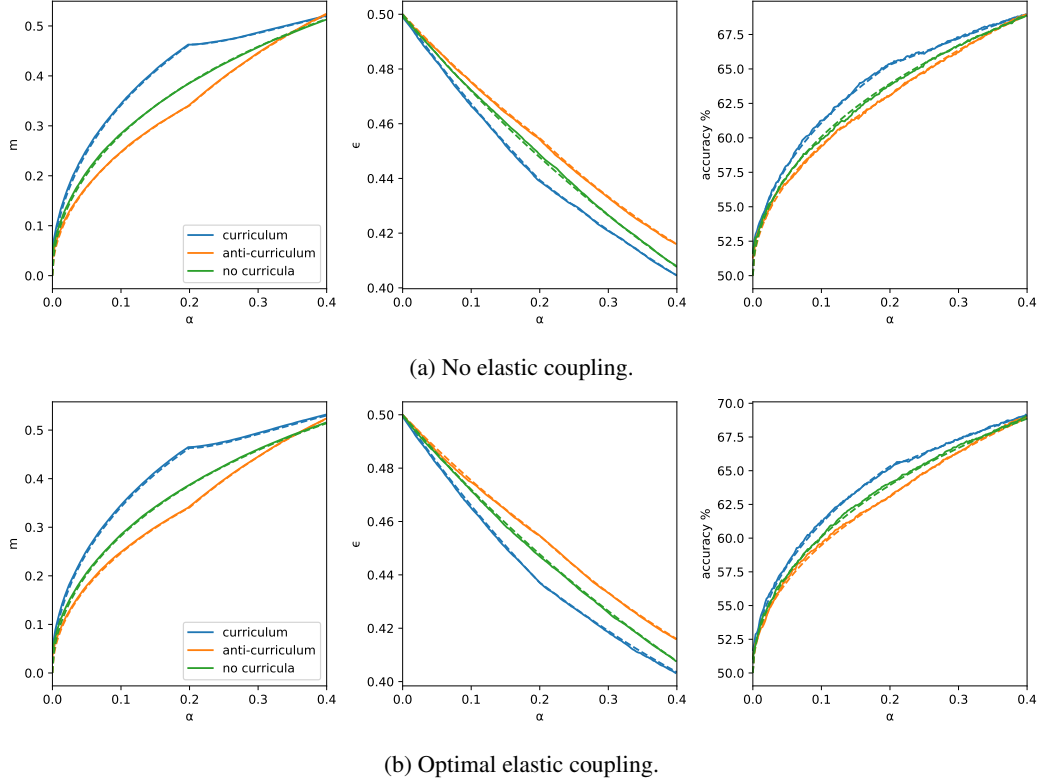 0.5
0.4
0.3
0.2
0.1
0.0
m
0.0 0.1 0.2 0.3 0.4
α
curriculum
anti-curriculum
no curricula
0.50
0.48
0.46
0.44
0.42
0.40
ϵ
0.0 0.1 0.2 0.3 0.4
α
67.5
65.0
62.5
60.0
57.5
55.0
52.5
50.0
accuracy %
0.0 0.1 0.2 0.3 0.4
α
(a) No elastic coupling.
0.5
0.4
0.3
0.2
0.1
0.0
m
0.0 0.1 0.2 0.3 0.4
α
curriculum
anti-curriculum
no curricula
0.50
0.48
0.46
0.44
0.42
0.40
ϵ
0.0 0.1 0.2 0.3 0.4
α
70.0
67.5
65.0
62.5
60.0
57.5
55.0
52.5
50.0
accuracy %
0.0 0.1 0.2 0.3 0.4
α
(b) Optimal elastic coupling.